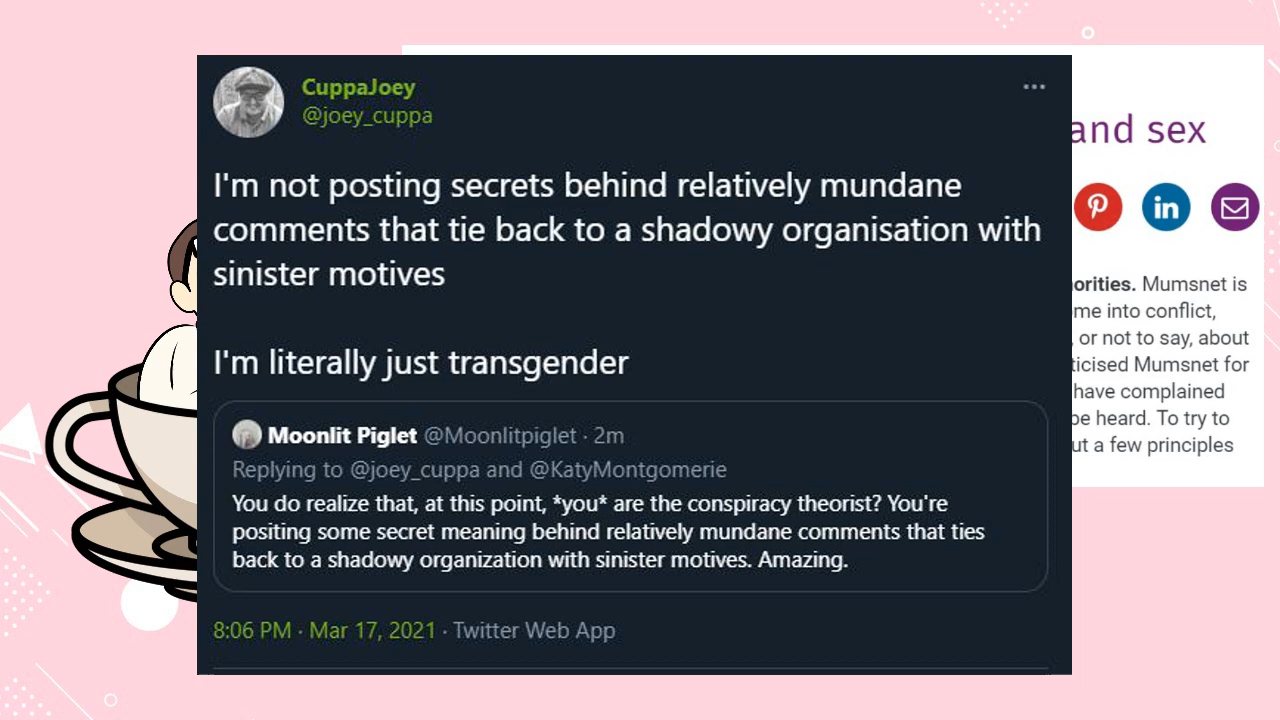 CuppaJoey
@joey_cuppa
I'm not posting secrets behind relatively mundane
comments that tie back to a shadowy organisation with
sinister motives
I'm literally just transgender
Moonlit Piglet @Moonlitpiglet · 2m
Replying to @joey_cuppa and @KatyMontgomerie
You do realize that, at this point, *you* are the conspiracy theorist? You're
positing some secret meaning behind relatively mundane comments that ties
back to a shadowy organization with sinister motives. Amazing.
8:06 PM · Mar 17, 2021 · Twitter Web App
and sex
in
orities. Mumsnet is
me into conflict,
, or not to say, about
ticised Mumsnet for
have complained
be heard. To try to
ut a few principles